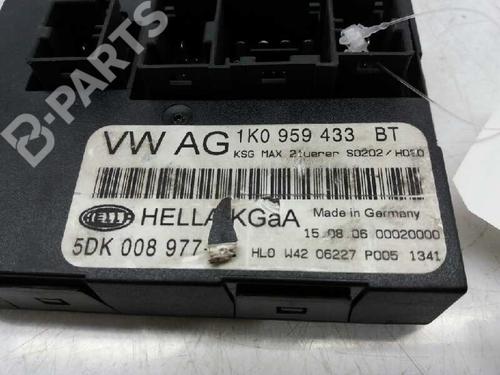 B-PARTS
VW AG 1K0 959 433 BT
KSG MAX 2tuerer S0202/H050
HELLA HELLA KGaA Made in Germany
15.08.06 00020000
5DK 008 977-
HL0 W42 06227 P005 1341